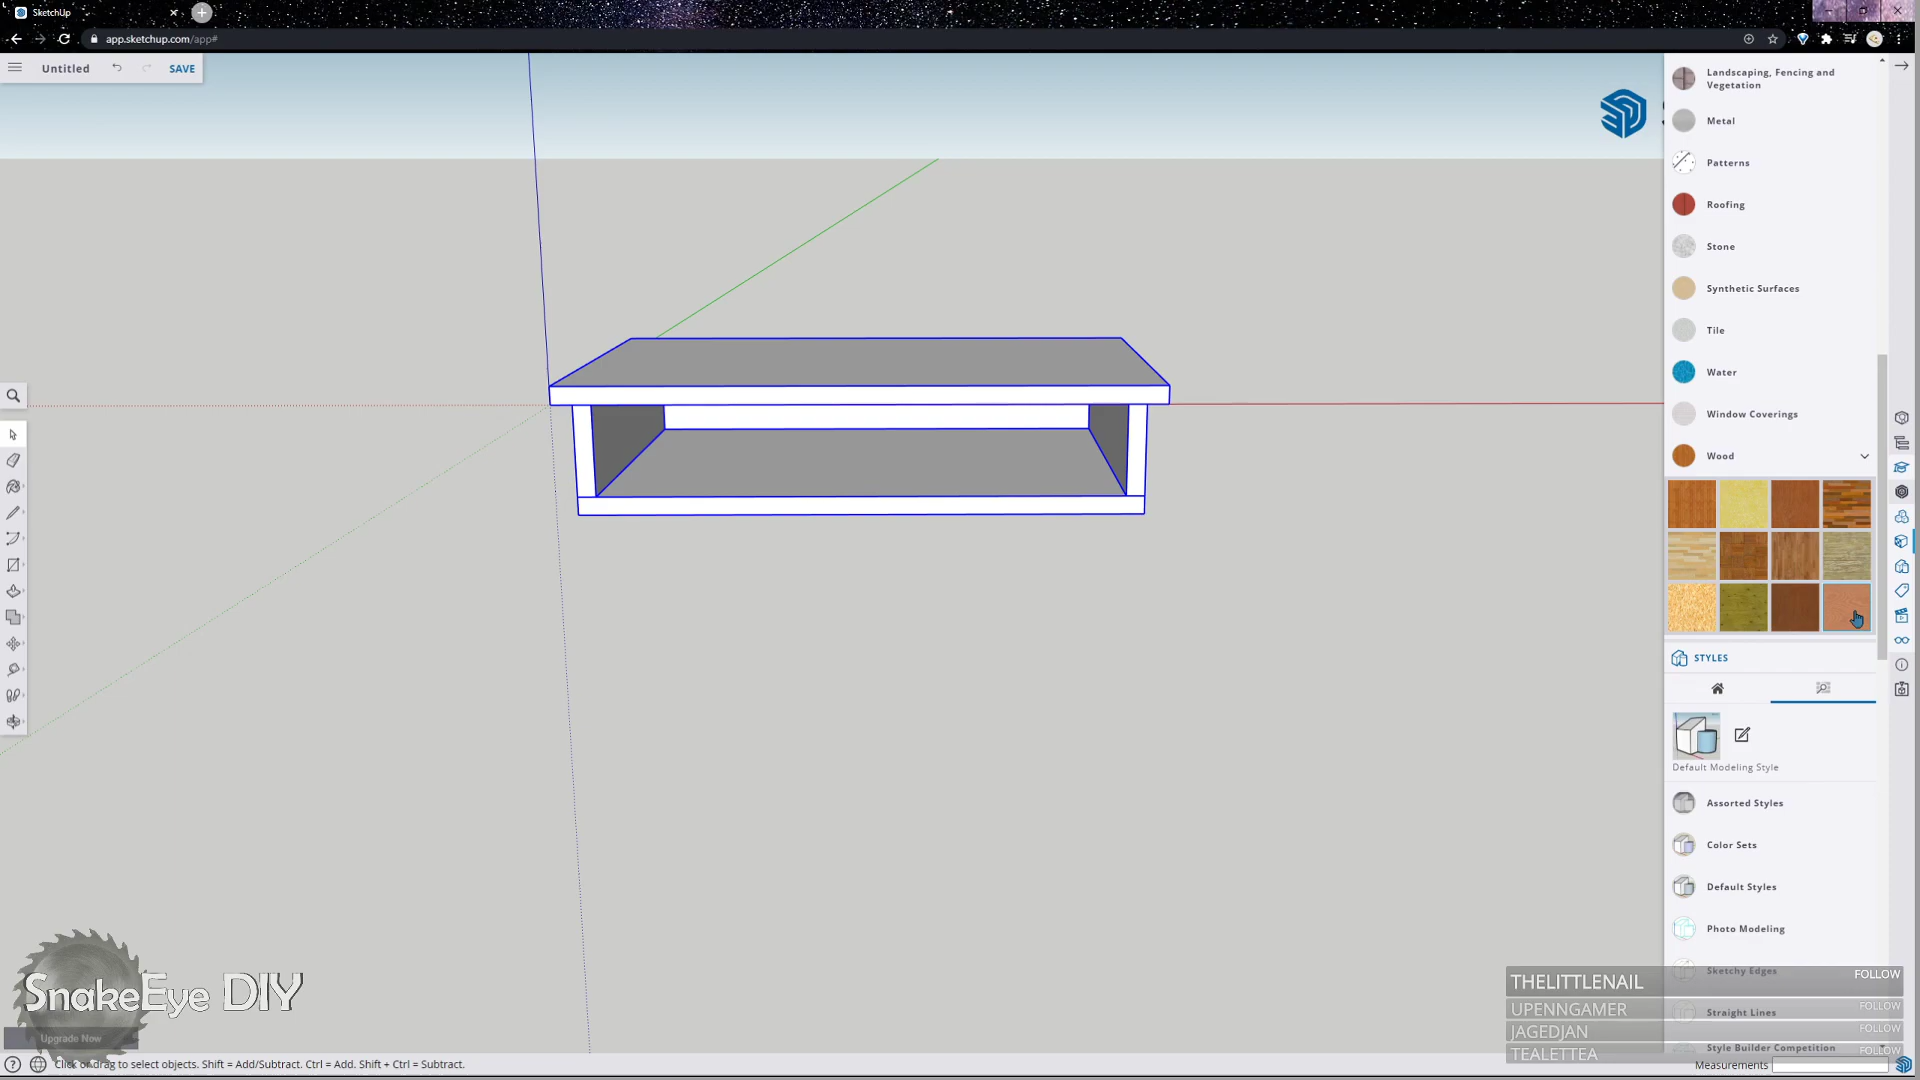 SketchUp
app.sketchup.com/app#
Untitled
SAVE
Landscaping, Fencing and
Vegetation
Metal
Patterns
Roofing
Stone
Synthetic Surfaces
Tile
Water
Window Coverings
Wood
STYLES
Default Modeling Style
Assorted Styles
Color Sets
Default Styles
Photo Modeling
Sketchy Edges
THELITTLENAIL FOLLOW
UPENNGAMER FOLLOW
Straight Lines
JAGEDJAN FOLLOW
Style Builder Competition
TEALETTEA FOLLOW
SnakeEye DIY
Upgrade Now
Click or drag to select objects. Shift = Add/Subtract. Ctrl = Add. Shift + Ctrl = Subtract.
Measurements